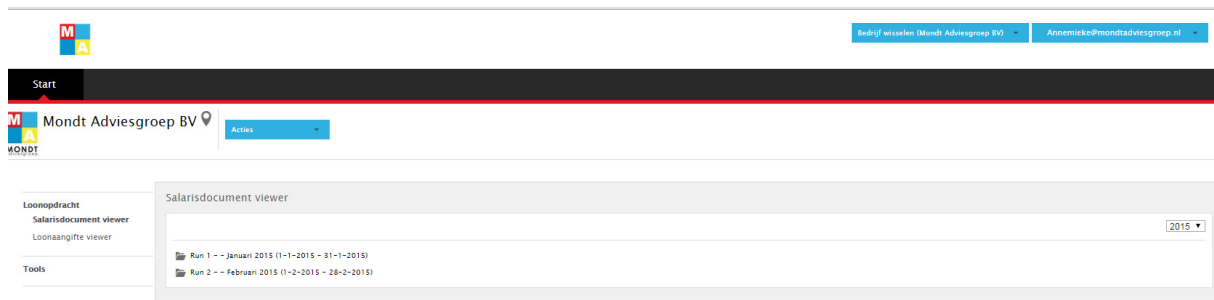 M
A
Bedrijf wisselen (Mondt Adviesgroep BV)
Annemieke@mondtadviesgroep.nl
Start
M
A
MONDT
Mondt Adviesgroep BV
Acties
Loonopdracht
Salarisdocument viewer
Loonaangifte viewer
Tools
Salarisdocument viewer
2015
Run 1 - - Januari 2015 (1-1-2015 - 31-1-2015)
Run 2 - - Februari 2015 (1-2-2015 - 28-2-2015)